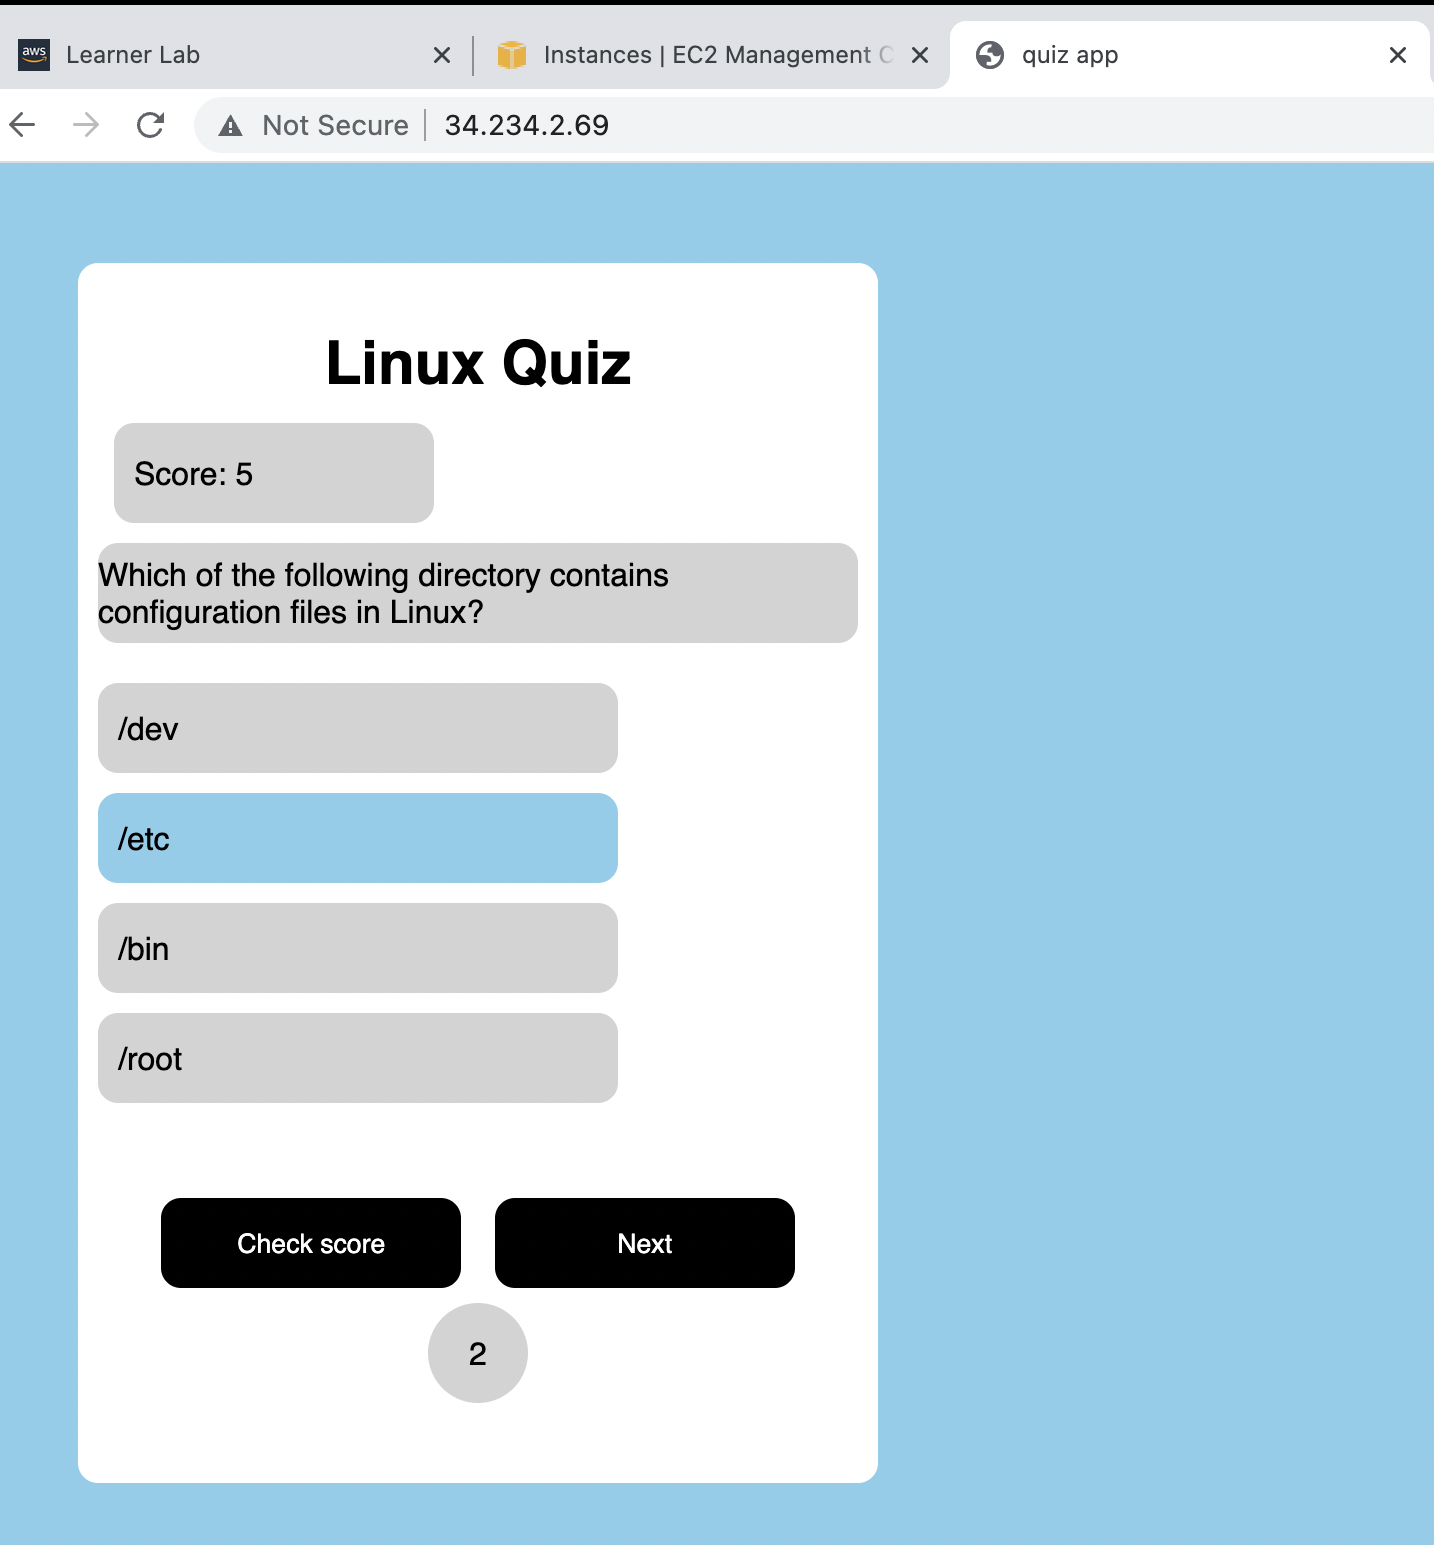 aws Learner Lab
Instances | EC2 Management C
quiz app
Not Secure
34.234.2.69
Linux Quiz
Score: 5
Which of the following directory contains
configuration files in Linux?
/dev
/etc
/bin
/root
Check score
Next
2